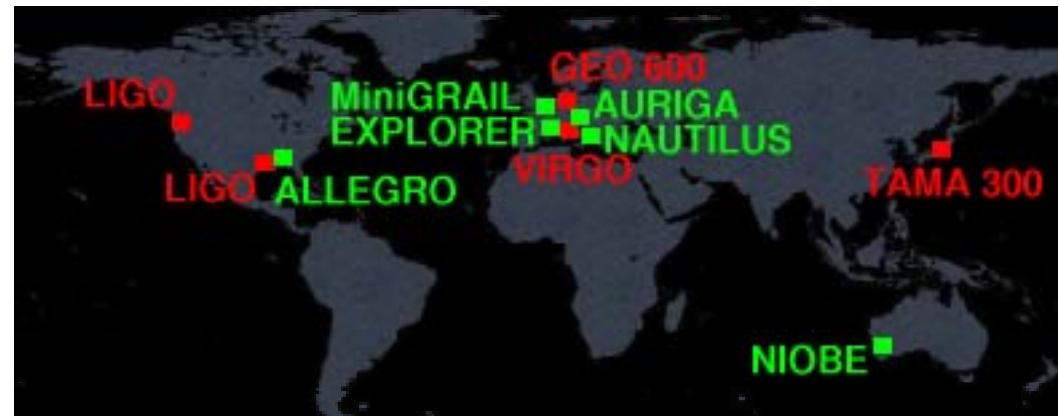 GEO 600
LIGO
MiniGRAIL
AURIGA
EXPLORER
NAUTILUS
VIRGO
LIGO
ALLEGRO
TAMA 300
NIOBE